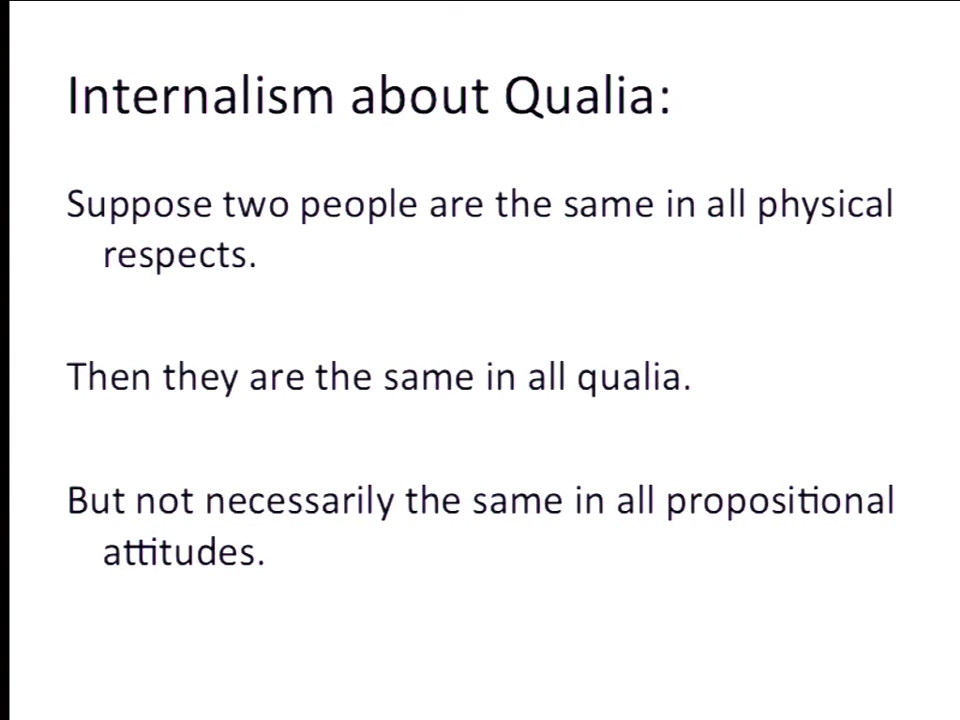 Internalism about Qualia:
Suppose two people are the same in all physical
respects.
Then they are the same in all qualia.
But not necessarily the same in all propositional
attitudes.